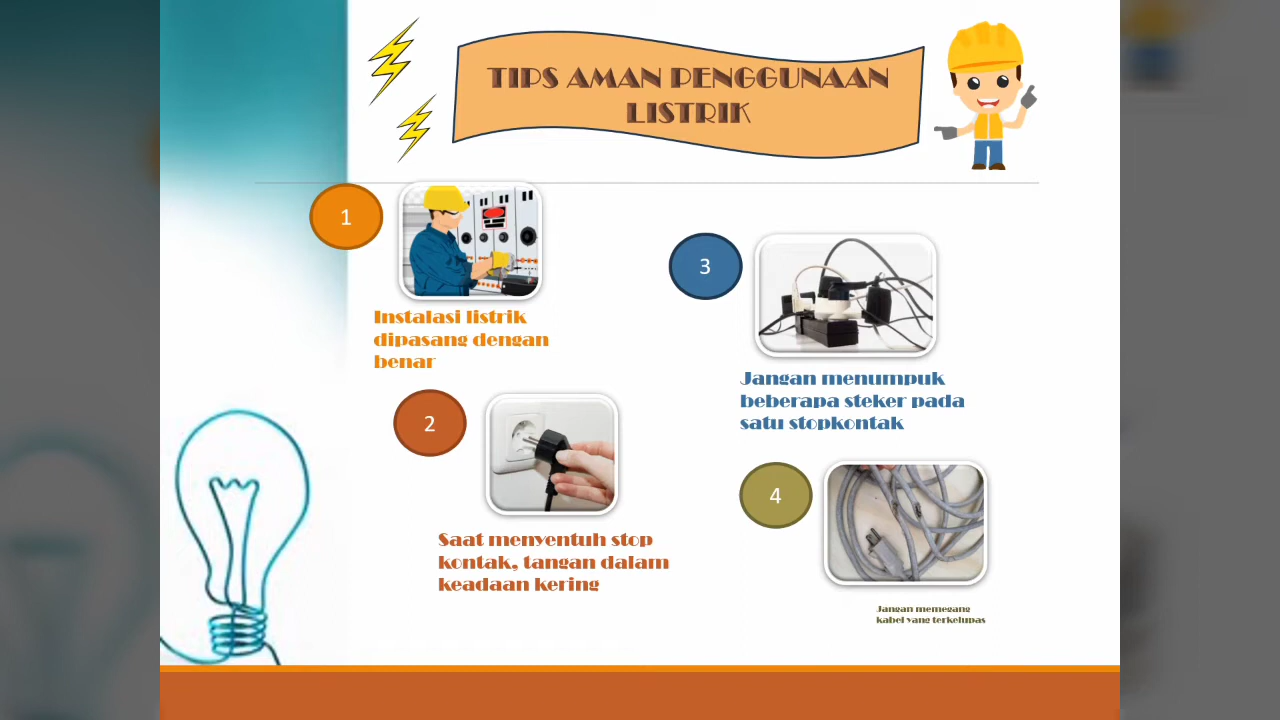 TIPS AMAN PENGGUNAAN
LISTRIK
1
Instalasi listrik
dipasang dengan
benar
2
Saat menyentuh stop
kontak, tangan dalam
keadaan kering
3
Jangan menumpuk
beberapa steker pada
satu stopkontak
4
Jangan memegang
kabel yang terkelupas